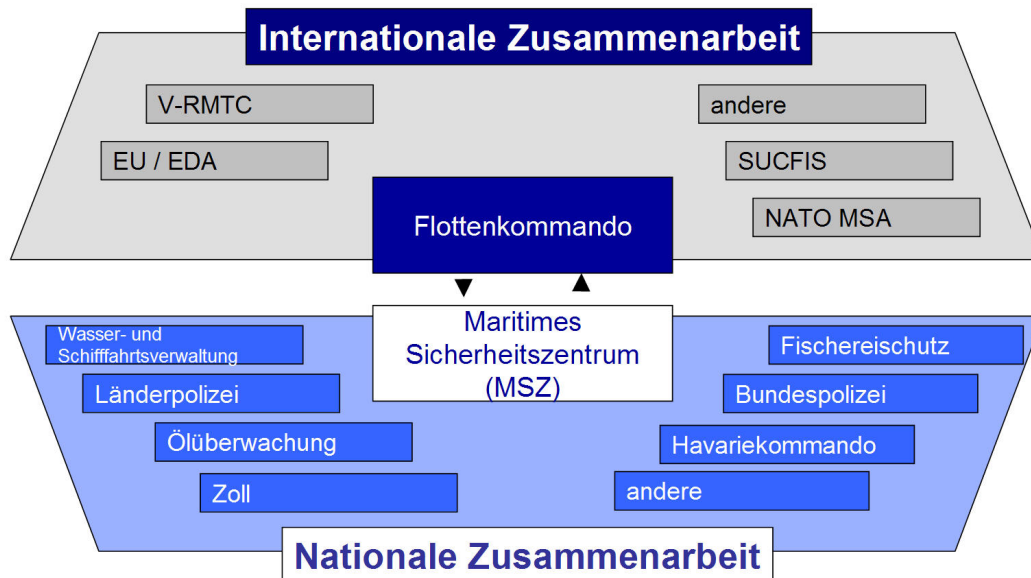 Internationale Zusammenarbeit
V-RMTC
andere
EU / EDA
SUCFIS
NATO MSA
Flottenkommando
Maritimes
Sicherheitszentrum
(MSZ)
Wasser- und
Schifffahrtsverwaltung
Fischereischutz
Länderpolizei
Bundespolizei
Ölüberwachung
Havariekommando
Zoll
andere
Nationale Zusammenarbeit